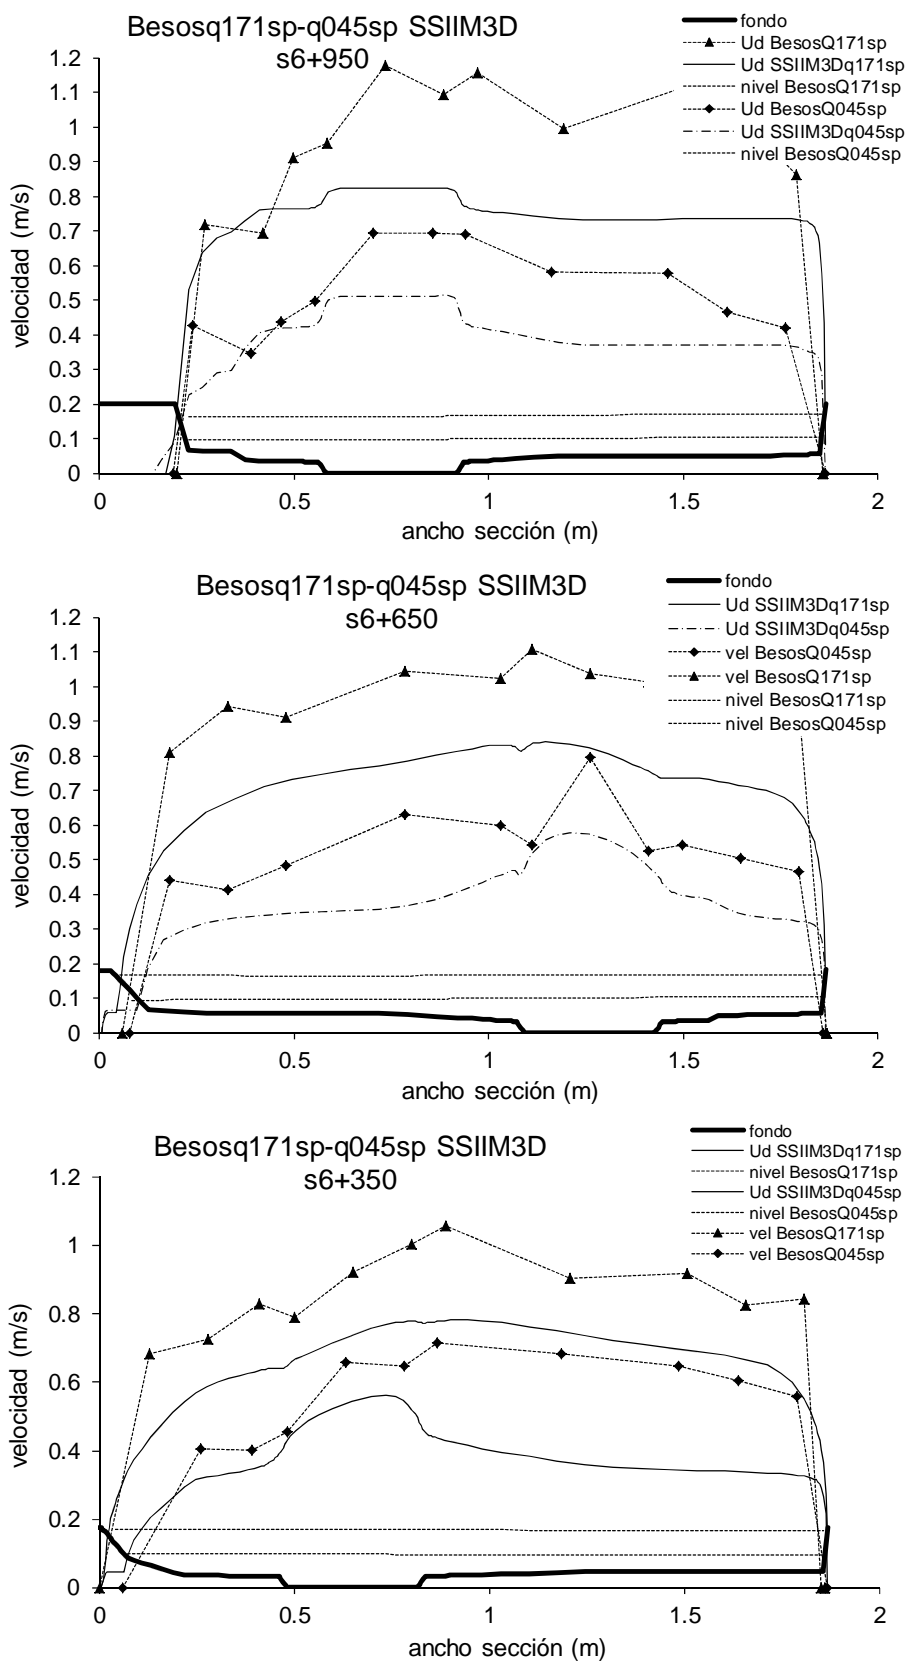 Besosq171sp-q045sp SSIIM3D
s6+950
fondo
Ud BesosQ171sp
Ud SSIIM3Dq171sp
nivel BesosQ171sp
Ud BesosQ045sp
Ud SSIIM3Dq045sp
nivel BesosQ045sp
velocidad (m/s)
1.2
1.1
1
0.9
0.8
0.7
0.6
0.5
0.4
0.3
0.2
0.1
0
0 0.5 1 1.5 2
ancho sección (m)
Besosq171sp-q045sp SSIIM3D
s6+650
fondo
Ud SSIIM3Dq171sp
Ud SSIIM3Dq045sp
vel BesosQ045sp
vel BesosQ171sp
nivel BesosQ171sp
nivel BesosQ045sp
velocidad (m/s)
1.2
1.1
1
0.9
0.8
0.7
0.6
0.5
0.4
0.3
0.2
0.1
0
0 0.5 1 1.5 2
ancho sección (m)
Besosq171sp-q045sp SSIIM3D
s6+350
fondo
Ud SSIIM3Dq171sp
nivel BesosQ171sp
Ud SSIIM3Dq045sp
nivel BesosQ045sp
vel BesosQ171sp
vel BesosQ045sp
velocidad (m/s)
1.2
1
0.8
0.6
0.4
0.2
0
0 0.5 1 1.5 2
ancho sección (m)